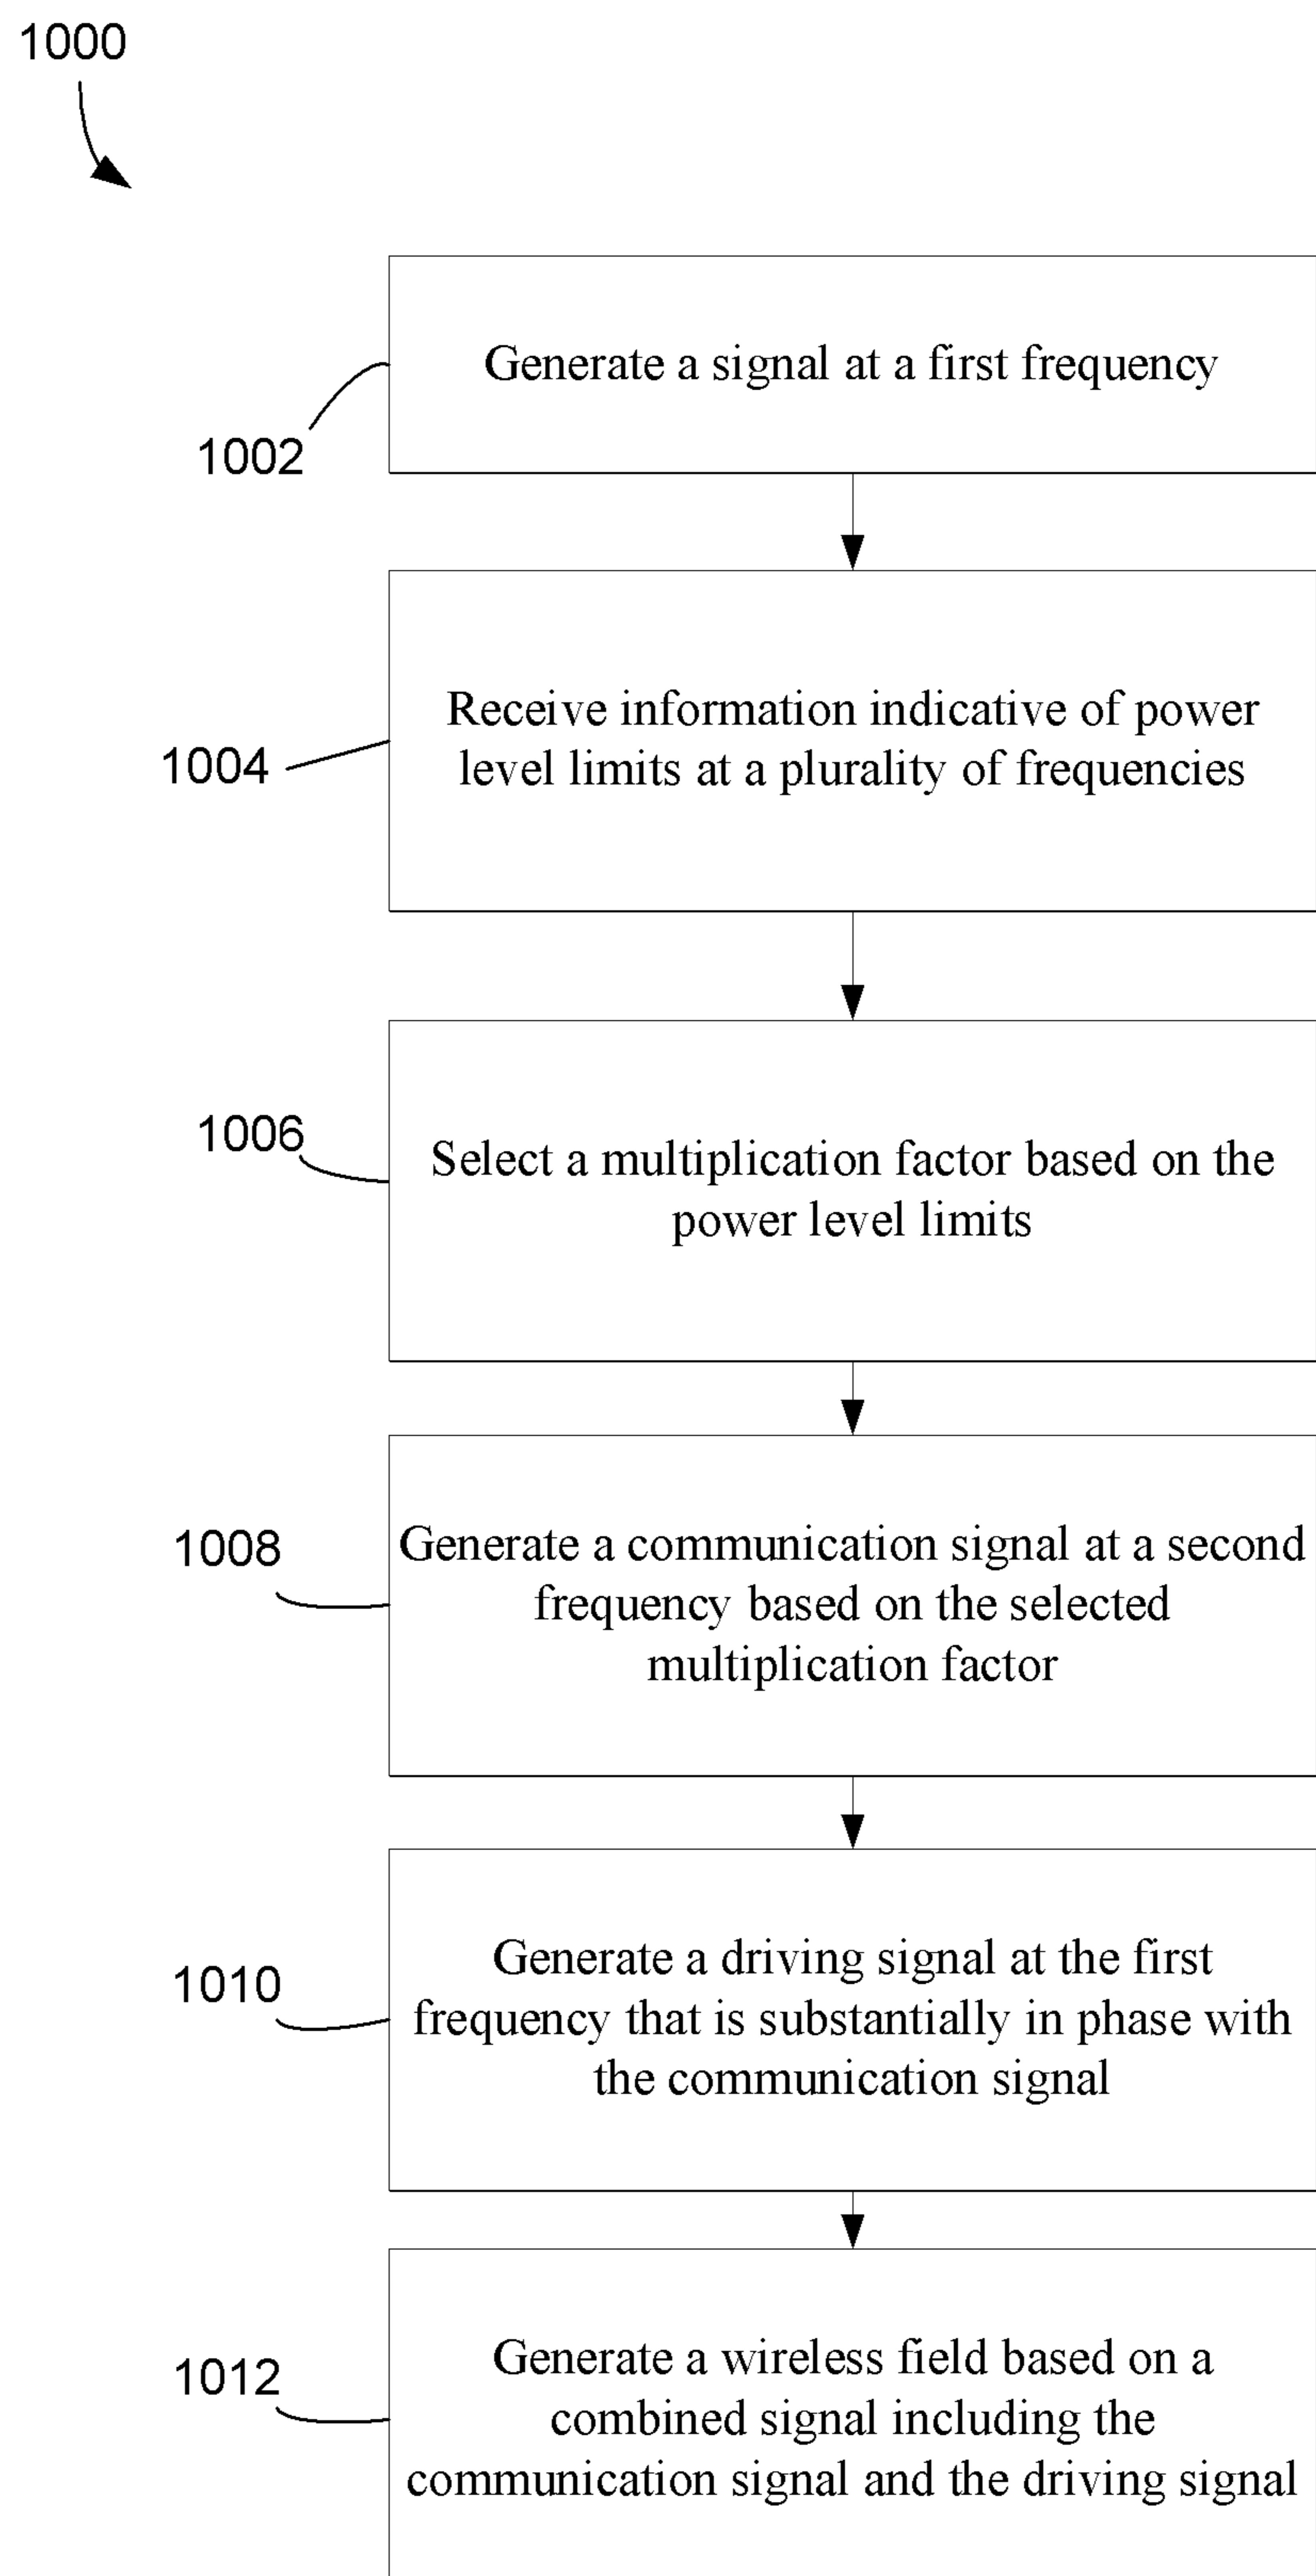 1000
Generate a signal at a first frequency
1002
Receive information indicative of power
level limits at a plurality of frequencies
1004
1006
Select a multiplication factor based on the
power level limits
1008
Generate a communication signal at a second
frequency based on the selected
multiplication factor
1010
Generate a driving signal at the first
frequency that is substantially in phase with
the communication signal
1012
Generate a wireless field based on a
combined signal including the
communication signal and the driving signal